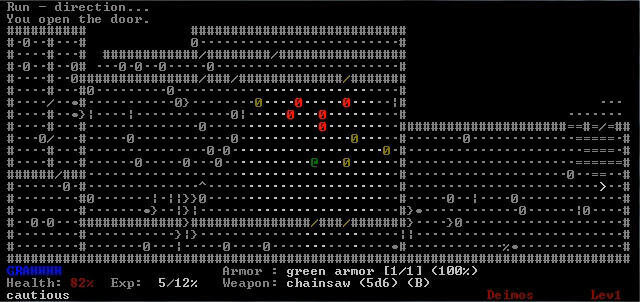 Run - direction...
You open the door.
GRAHHHH
Armor : green armor [1/1] (100%)
Health: 82% Exp: 5/12% Weapon: chainsaw (5d6) (B)
cautious Deimos Lev1